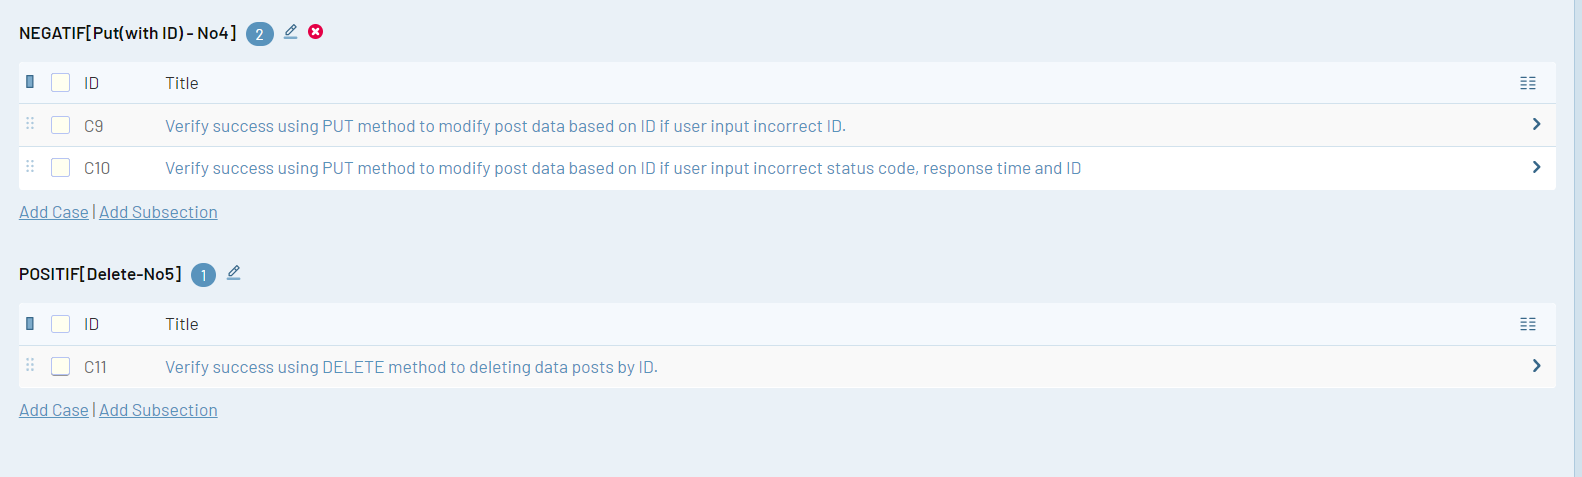 NEGATIF[Put(with ID) - No4] 2
ID Title
C9 Verify success using PUT method to modify post data based on ID if user input incorrect ID.
C10 Verify success using PUT method to modify post data based on ID if user input incorrect status code, response time and ID
Add Case | Add Subsection
POSITIF[Delete-No5] 1
ID Title
C11 Verify success using DELETE method to deleting data posts by ID.
Add Case | Add Subsection